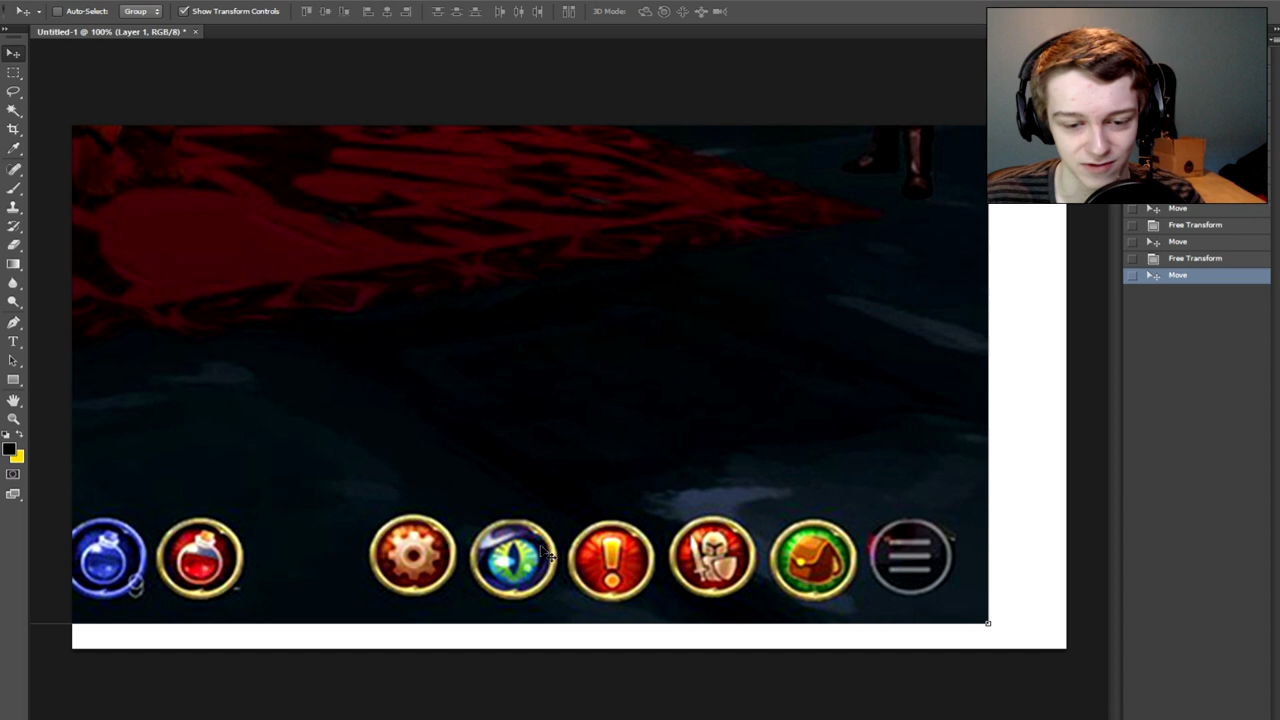 Auto-Select: Group Show Transform Controls 3D Mode:
Untitled-1 @ 100% (Layer 1, RGB/8) * ×
Move
Free Transform
Move
Free Transform
Move